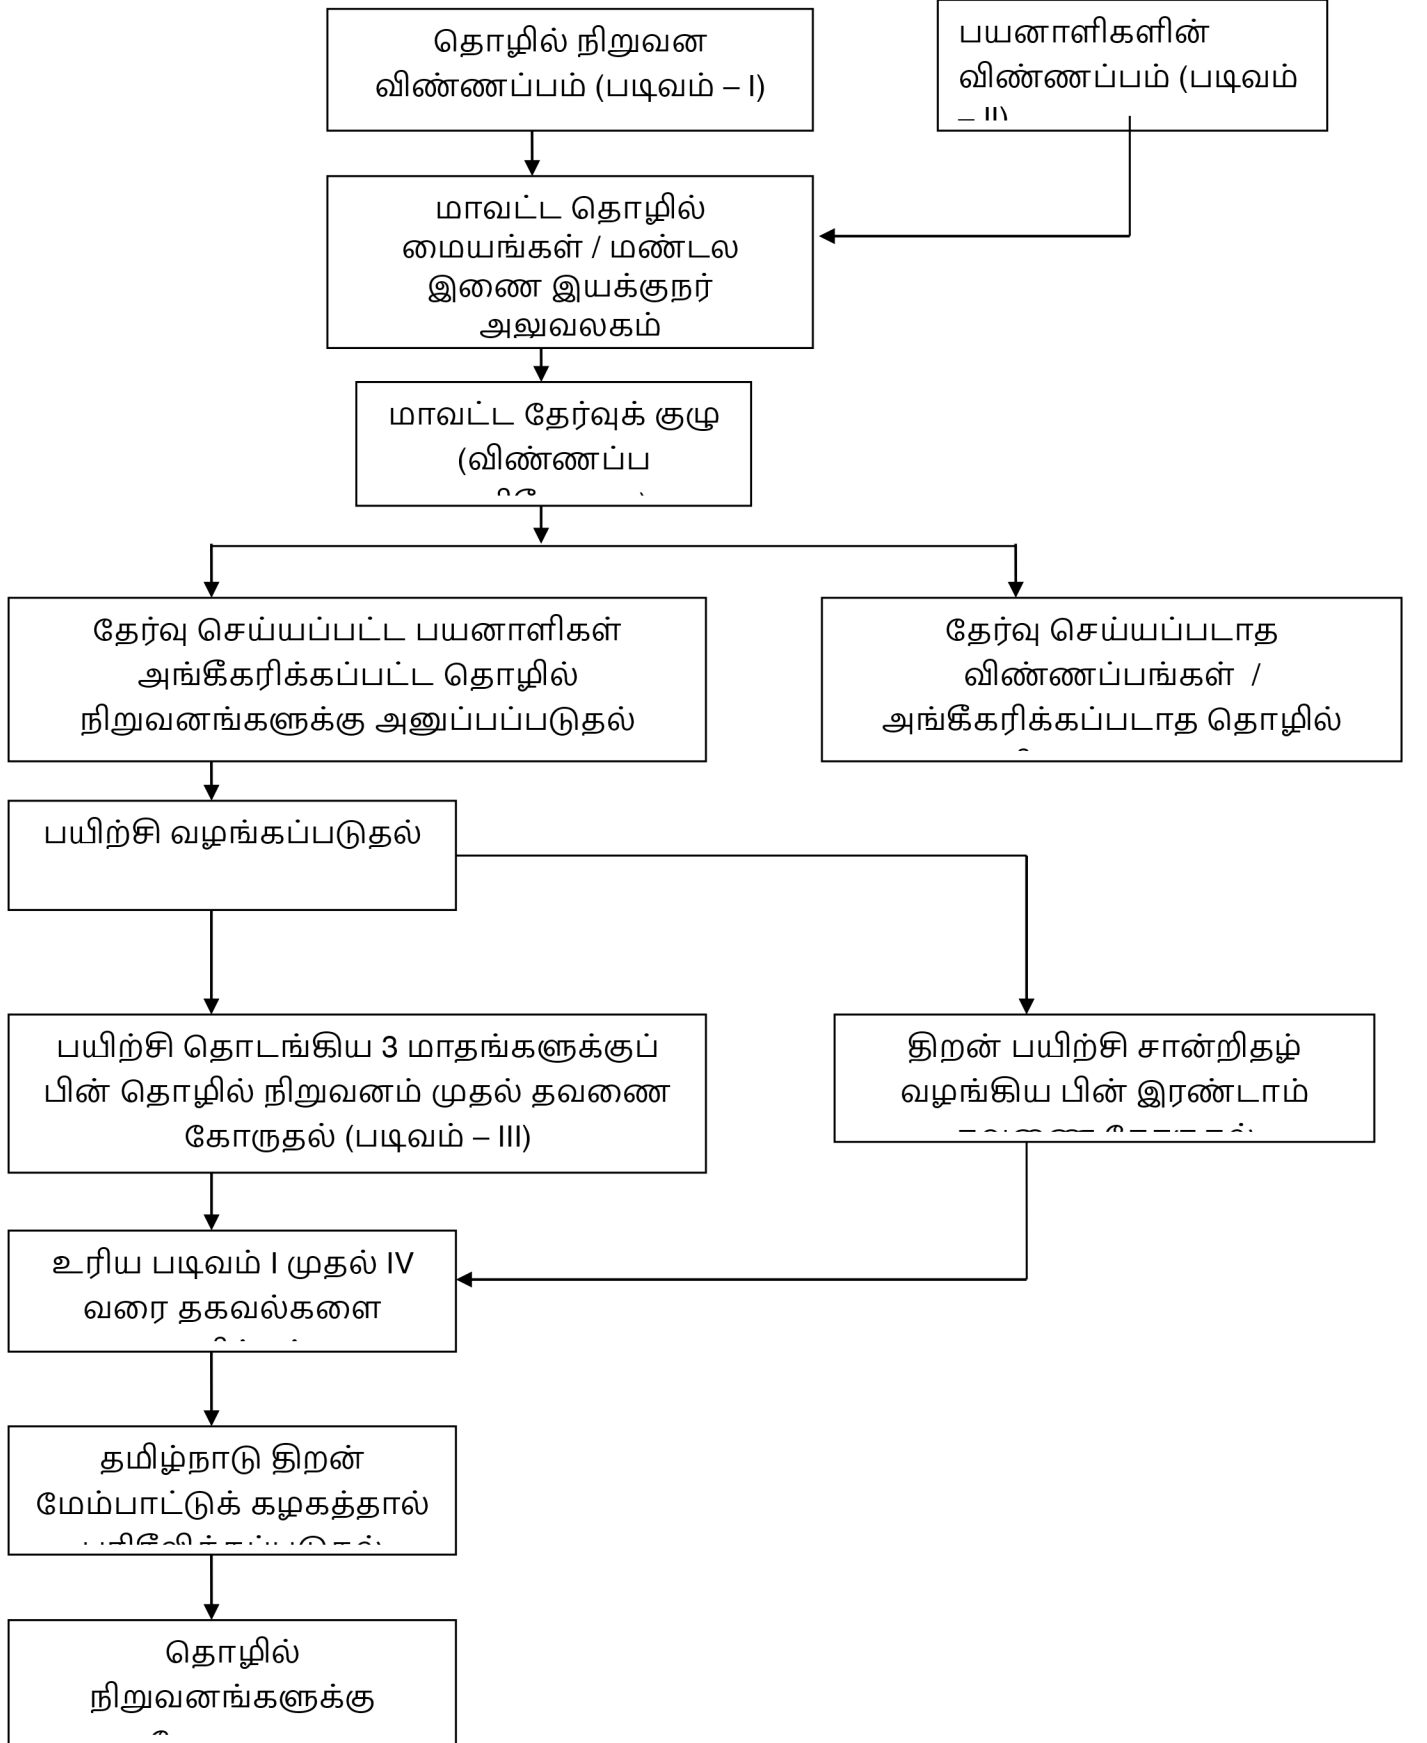 தொழில் நிறுவன
விண்ணப்பம் (படிவம் – I)
பயனாளிகளின்
விண்ணப்பம் (படிவம்
– II)
மாவட்ட தொழில்
மையங்கள் / மண்டல
இணை இயக்குநர்
அலுவலகம்
மாவட்ட தேர்வுக் குழு
(விண்ணப்ப
தேர்வு செய்யப்பட்ட பயனாளிகள்
அங்கீகரிக்கப்பட்ட தொழில்
நிறுவனங்களுக்கு அனுப்பப்படுதல்
தேர்வு செய்யப்படாத
விண்ணப்பங்கள் /
அங்கீகரிக்கப்படாத தொழில்
பயிற்சி வழங்கப்படுதல்
பயிற்சி தொடங்கிய 3 மாதங்களுக்குப்
பின் தொழில் நிறுவனம் முதல் தவணை
கோருதல் (படிவம் – III)
திறன் பயிற்சி சான்றிதழ்
வழங்கிய பின் இரண்டாம்
உரிய படிவம் I முதல் IV
வரை தகவல்களை
தமிழ்நாடு திறன்
மேம்பாட்டுக் கழகத்தால்
தொழில்
நிறுவனங்களுக்கு